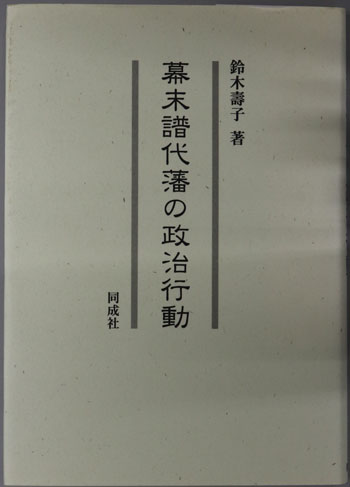 鈴木壽子 著
幕末譜代藩の政治行動
同成社